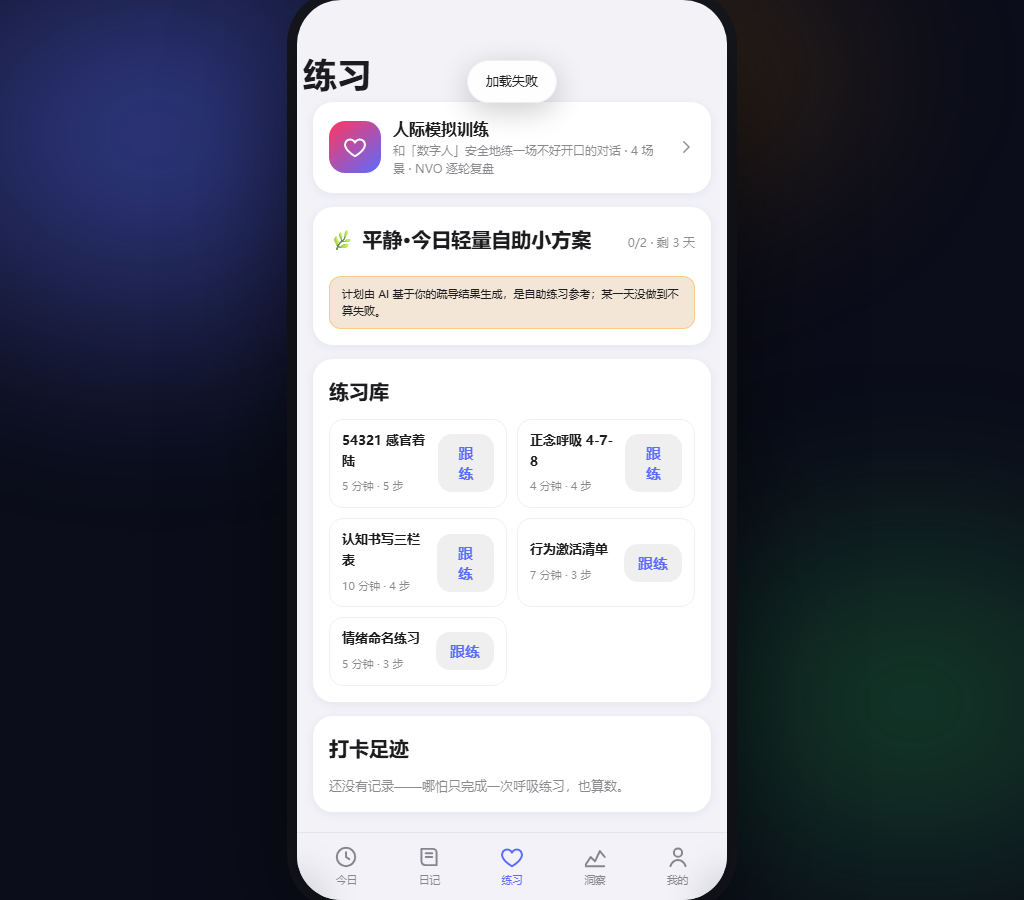 练习
加载失败
人际模拟训练
和「数字人」安全地练一场不好开口的对话 · 4 场
景 · NVO 逐轮复盘
平静•今日轻量自助小方案
0/2 · 剩 3 天
计划由 AI 基于你的疏导结果生成，是自助练习参考；某一天没做到不
算失败。
练习库
54321 感官着
陆
5 分钟 · 5 步
跟
练
正念呼吸 4-7-
8
4 分钟 · 4 步
跟
练
认知书写三栏
表
10 分钟 · 4 步
跟
练
行为激活清单
7 分钟 · 3 步
跟练
情绪命名练习
5 分钟 · 3 步
跟练
打卡足迹
还没有记录——哪怕只完成一次呼吸练习，也算数。
今日
日记
练习
洞察
我的